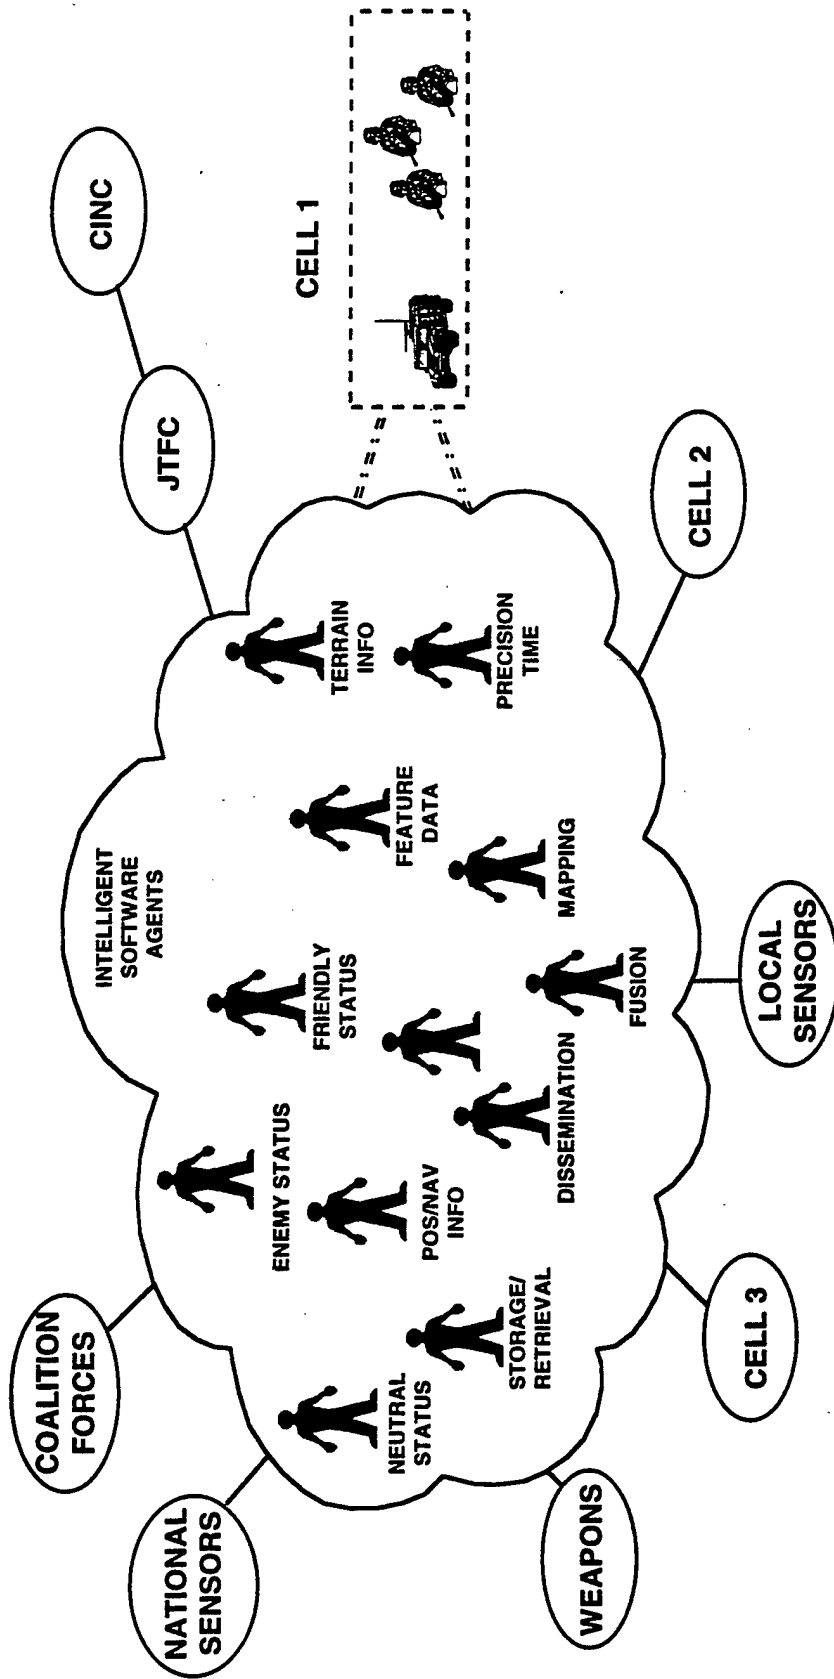 COALITION
FORCES
NATIONAL
SENSORS
INTELLIGENT
SOFTWARE
AGENTS
JTFC
CINC
ENEMY STATUS
FRIENDLY
STATUS
TERRAIN
INFO
NEUTRAL
STATUS
POS/NAV
INFO
FEATURE
DATA
CELL 1
STORAGE/
RETRIEVAL
DISSEMINATION
FUSION
MAPPING
PRECISION
TIME
WEAPONS
CELL 3
LOCAL
SENSORS
CELL 2